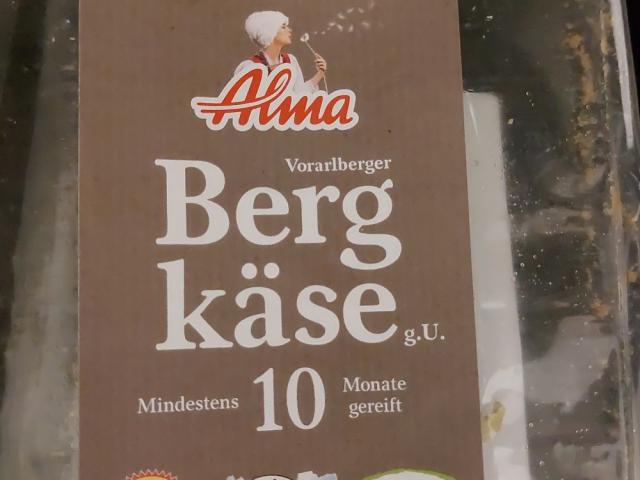 Alma
Vorarlberger
Berg
käse g.U.
Mindestens 10 Monate
gereift